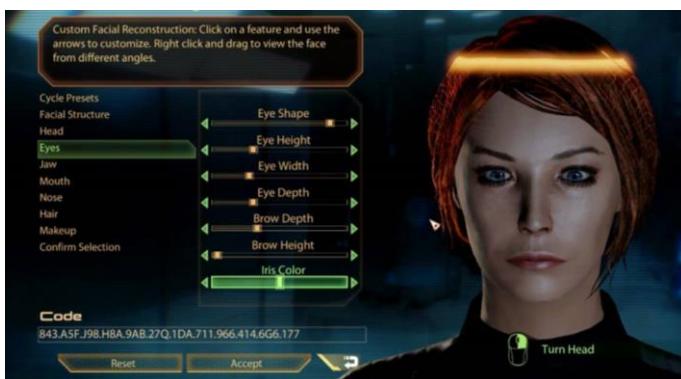 Custom Facial Reconstruction: Click on a feature and use the
arrows to customize. Right click and drag to view the face
from different angles.
Cycle Presets
Facial Structure
Head
Eyes
Jaw
Mouth
Nose
Hair
Makeup
Confirm Selection
Eye Shape
Eye Height
Eye Width
Eye Depth
Brow Depth
Brow Height
Iris Color
Code
843.A5F.J98.H8A.9AB.27Q.1DA.711.966.414.6G6.177
Reset
Accept
Turn Head